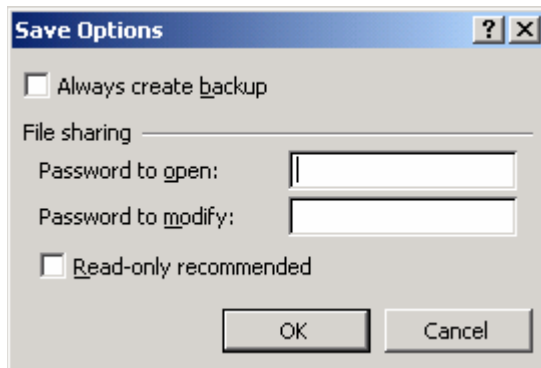 Save Options
Always create backup
File sharing
Password to open:
Password to modify:
Read-only recommended
OK Cancel